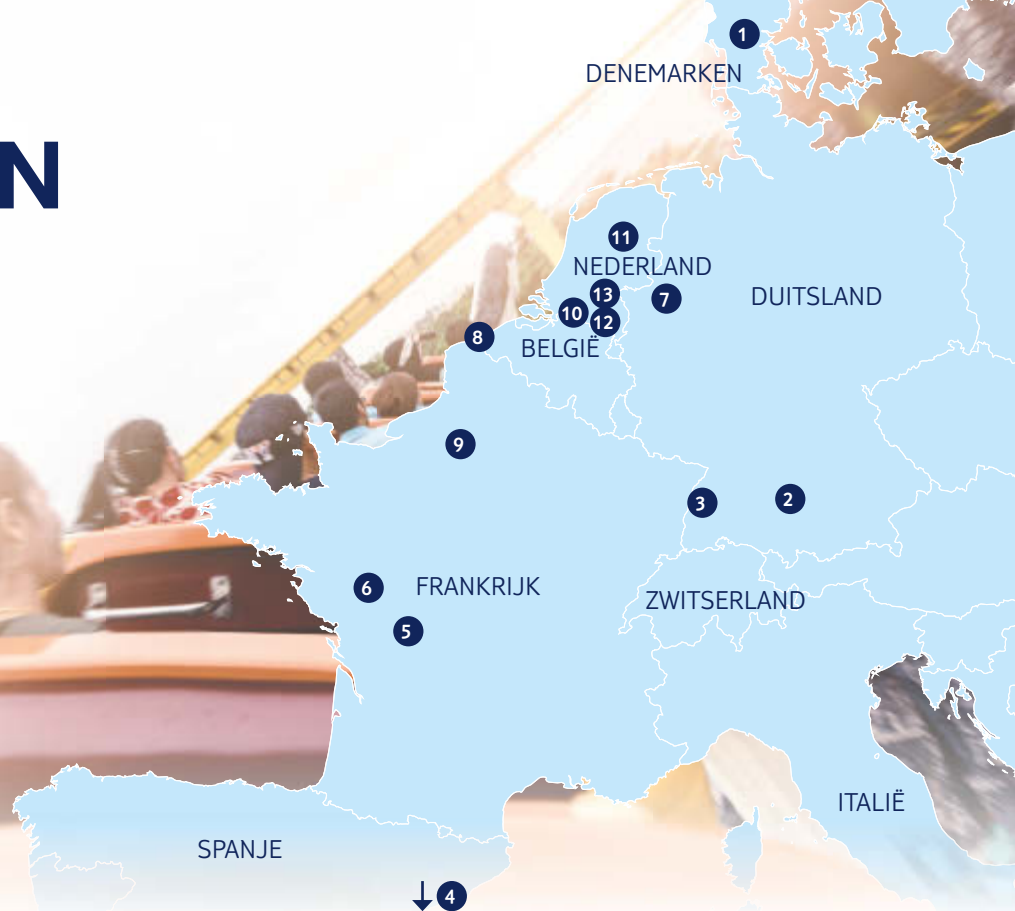 1
DENEMARKEN
N
11
NEDERLAND
13
7
DUITSLAND
10
12
8
BELGIË
9
3
2
6
FRANKRIJK
ZWITSERLAND
5
ITALIË
SPANJE
4